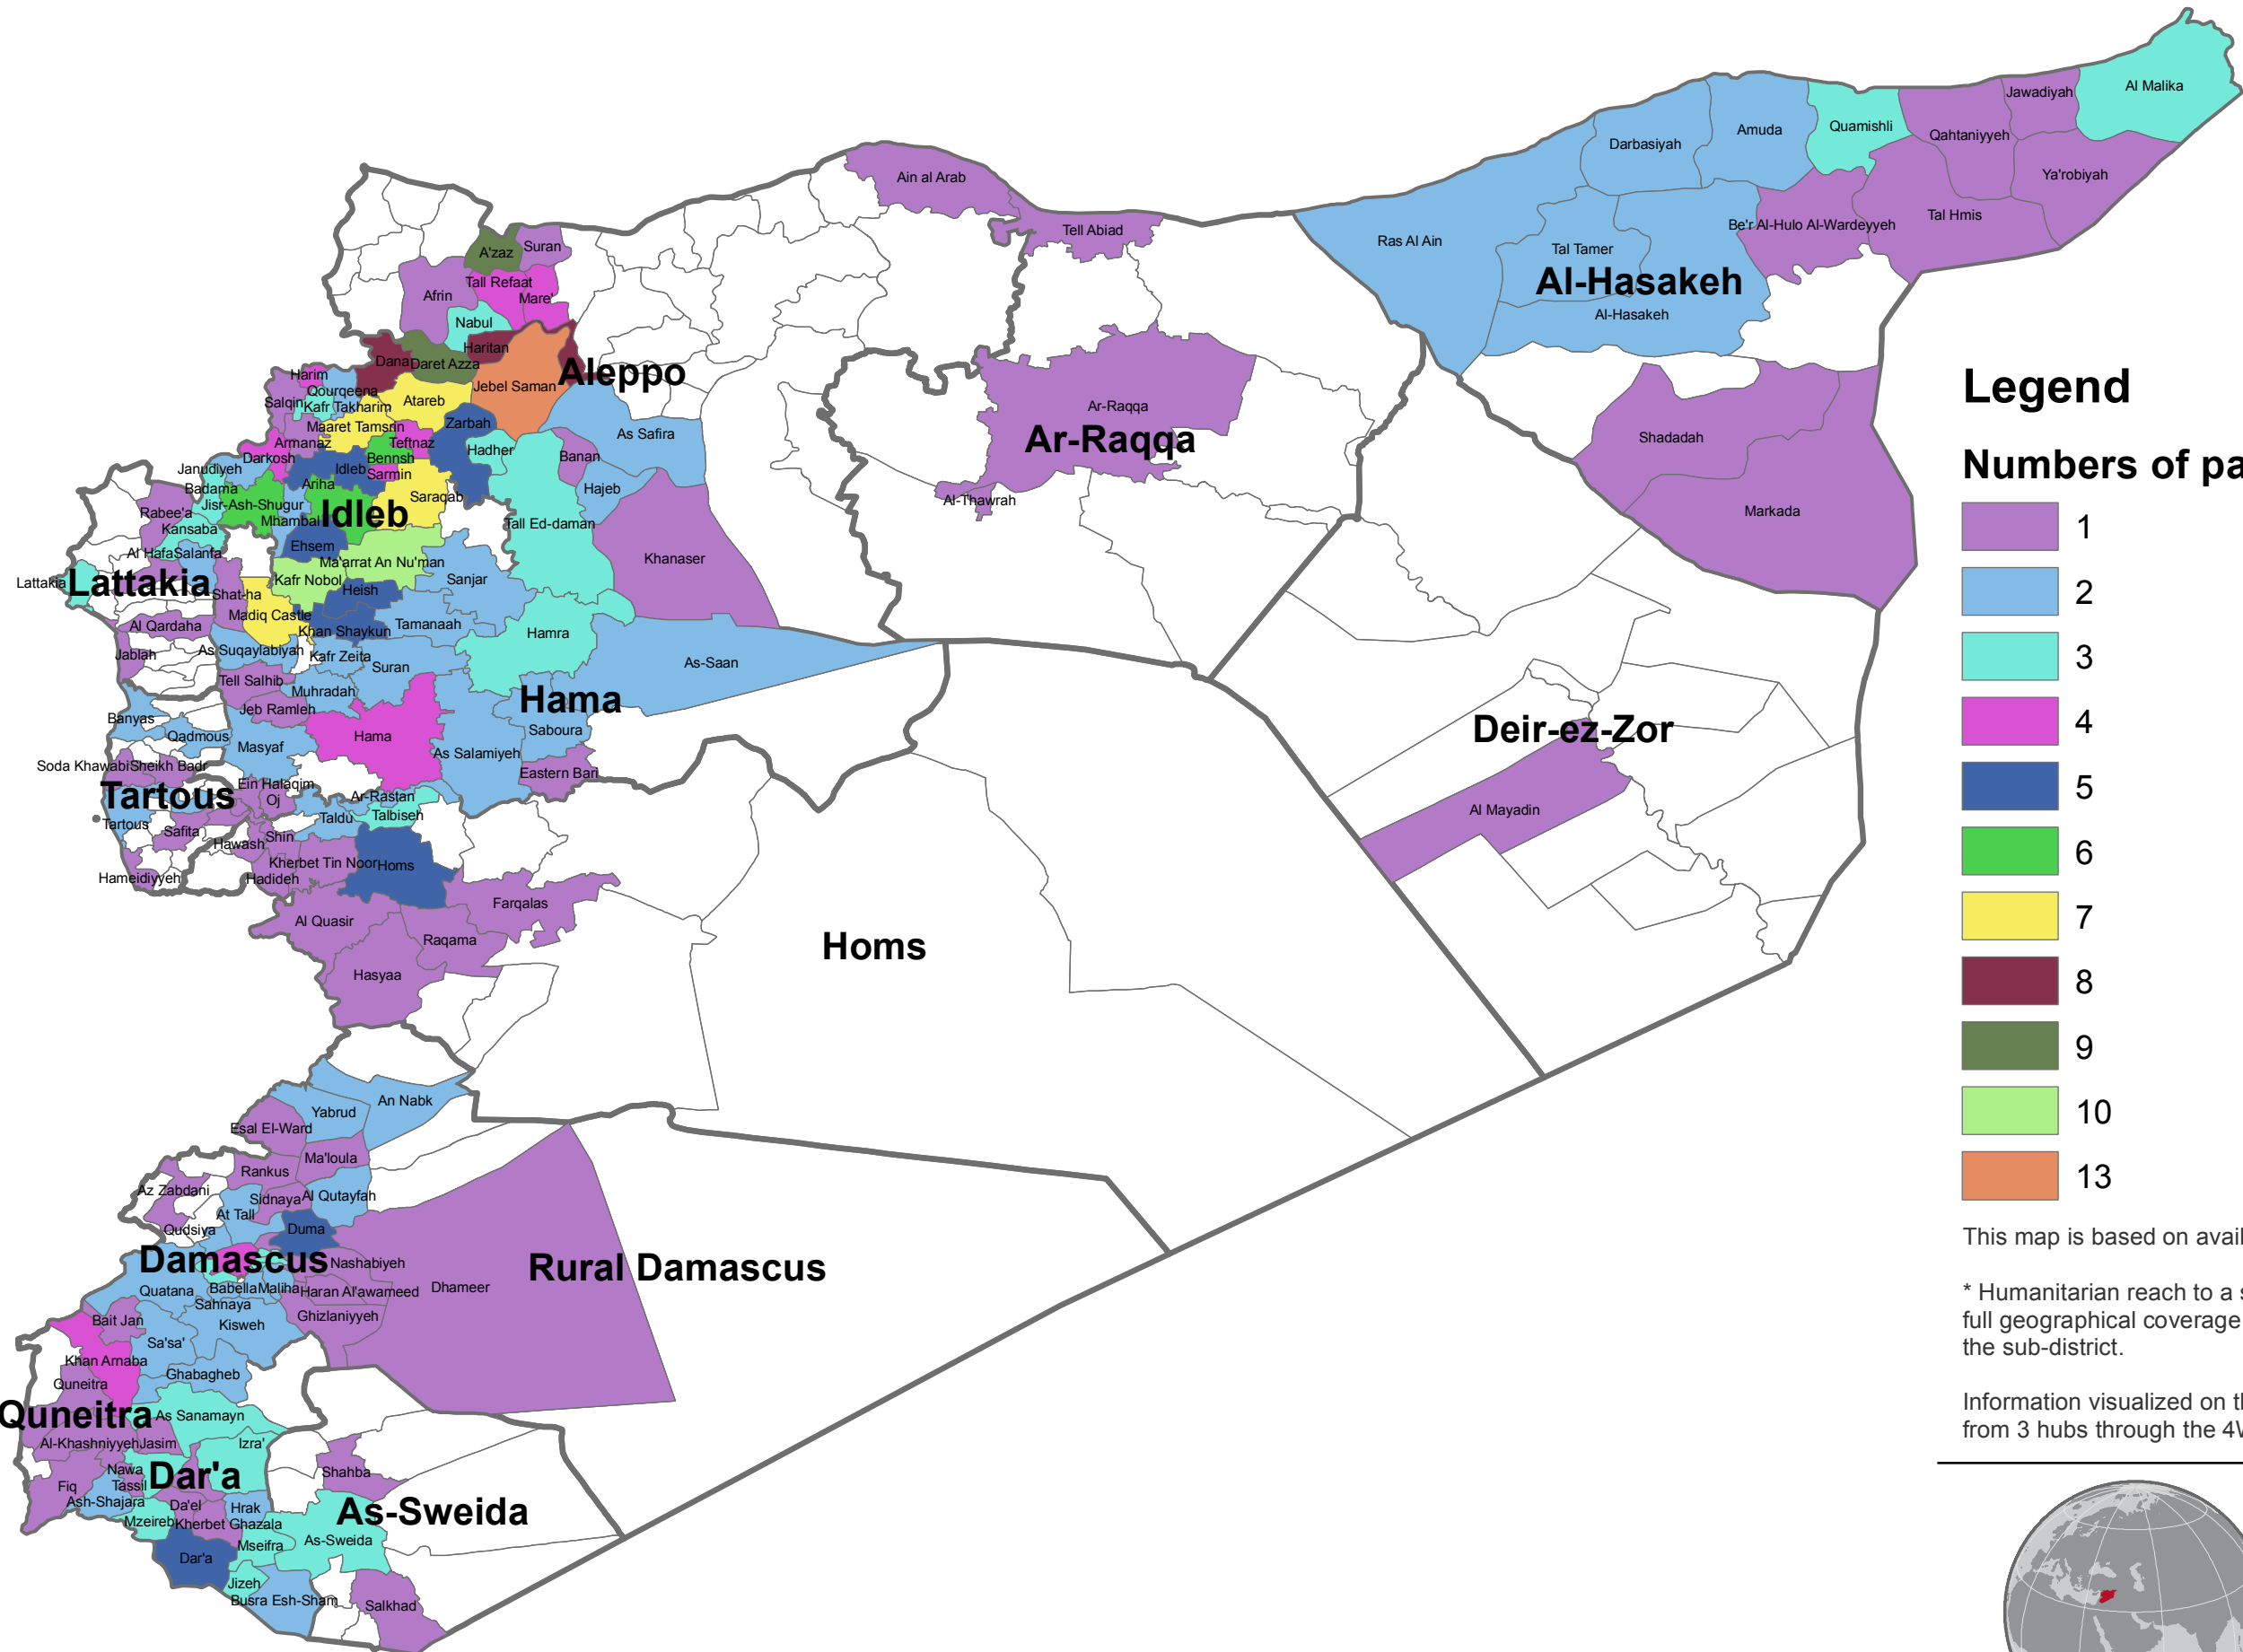 Al Malika
Jawadiyah
Quamishli
Amuda
Qahtaniyyeh
Darbasiyah
Ya'robiyah
Ain al Arab
Tal Hmis
Be'r Al-Hulo Al-Wardeyyeh
Tell Abiad
Ras Al Ain
Tal Tamer
Al-Hasakeh
Al-Hasakeh
A'zaz
Suran
Tall Refaat
Afrin
Mare'
Nabul
Haritan
Dana
Daret Azza
Aleppo
Jebel Saman
Harim
Qourqeena
Salqin
Kafr Takharim
Atareb
Maaret Tamsrin
Zarbah
As Safira
Armanaz
Teftnaz
Hadher
Banan
Darkosh
Bennsh
Janudiyeh
Idleb
Sarmin
Ariha
Badama
Hajeb
Saraqab
Jisr-Ash-Shugur
Rabee'a
Mhambal
Idleb
Tall Ed-daman
Kansaba
Ehsem
Al Hafa
Salanfa
Ma'arrat An Nu'man
Khanaser
Lattakia
Lattakia
Kafr Nobol
Sanjar
Shat-ha
Heish
Madiq Castle
Al Qardaha
Khan Shaykun
Tamanaah
Hamra
Jablah
As Suqaylabiyah
Kafr Zeita
Suran
As-Saan
Tell Salhib
Muhradah
Jeb Ramleh
Hama
Banyas
Qadmous
Masyaf
Hama
Saboura
As Salamiyeh
Eastern Bari
Soda Khawabi
Sheikh Badr
Ein Halaqim
Tartous
Oj
Ar-Rastan
Tartous
Safita
Taldu
Talbiseh
Hawash
Shin
Kherbet Tin Noor
Homs
Hameidiyyeh
Hadideh
Al Quasir
Farqalas
Raqama
Hasyaa
Homs
Ar-Raqqa
Ar-Raqqa
Al-Thawrah
Shadadah
Markada
Deir-ez-Zor
Al Mayadin
An Nabk
Yabrud
Esal El-Ward
Ma'loula
Rankus
Az Zabdani
Sidnaya
Al Qutayfah
At Tall
Qudsiya
Duma
Damascus
Nashabiyeh
Rural Damascus
Dhameer
Quatana
Babella
Maliha
Haran Al'awameed
Sahnaya
Ghizlaniyyeh
Bait Jan
Kisweh
Sa'sa'
Khan Arnaba
Ghabagheb
Quneitra
Quneitra
As Sanamayn
Al-Khashniyyeh
Jasim
Izra'
Nawa
Dar'a
Shahba
Fiq
Tassil
Ash-Shajara
Da'el
Hrak
As-Sweida
Mzeireb
Kherbet Ghazala
Mseifra
As-Sweida
Dar'a
Jizeh
Busra Esh-Sham
Salkhad
Legend
Numbers of pa
1
2
3
4
5
6
7
8
9
10
13
This map is based on avail
* Humanitarian reach to a s
full geographical coverage
the sub-district.
Information visualized on th
from 3 hubs through the 4W